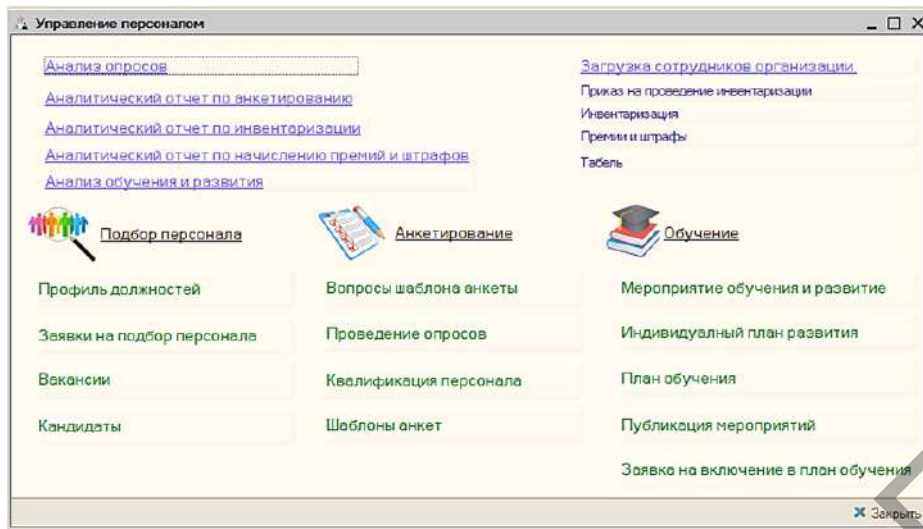 Управление персоналом
Анализ опросов
Аналитический отчет по анкетированию
Аналитический отчет по инвентаризации
Аналитический отчет по начислению премий и штрафов
Анализ обучения и развития
Загрузка сотрудников организации
Приказ на проведение инвентаризации
Инвентаризация
Премии и штрафы
Табель
Подбор персонала
Профиль должностей
Заявки на подбор персонала
Вакансии
Кандидаты
Анкетирование
Вопросы шаблона анкеты
Проведение опросов
Квалификация персонала
Шаблоны анкет
Обучение
Мероприятие обучения и развитие
Индивидуалный план развития
План обучения
Публикация мероприятий
Заявка на включение в план обучения
Закрыть